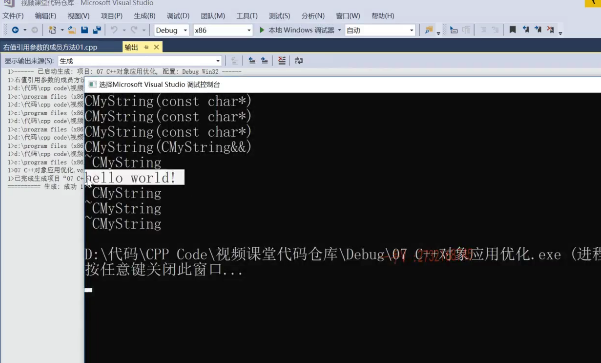 视频课堂代码仓库 - Microsoft Visual Studio
文件(F) 编辑(E) 视图(V) 项目(P) 生成(B) 调试(D) 团队(M) 工具(T) 测试(S) 分析(N) 窗口(W) 帮助(H)
Debug x86 本地 Windows 调试器 自动
右值引用参数的成员方法01.cpp 输出
显示输出来源(S): 生成
1>------ 已启动生成: 项目: 07 C++对象应用优化, 配置: Debug Win32 ------
1>右值引用参数的成员方法
1>d:\代码\cpp code\视频
1>c:\program files (x86
1>d:\代码\cpp code\视频
1>c:\program files (x86
1>d:\代码\cpp code\视频
1>c:\program files (x86
1>d:\代码\cpp code\视频
1>c:\program files (x86
1>d:\代码\cpp code\视频
1>c:\program files (x86
1>07 C++对象应用优化.vc
1>已完成生成项目"07 C
========== 生成: 成功 1
选择Microsoft Visual Studio 调试控制台
CMyString(const char*)
CMyString(const char*)
CMyString(const char*)
CMyString(CMyString&&)
~CMyString
hello world!
~CMyString
~CMyString
~CMyString
D:\代码\CPP Code\视频课堂代码仓库\Debug\07 C++对象应用优化.exe (进程
按任意键关闭此窗口...